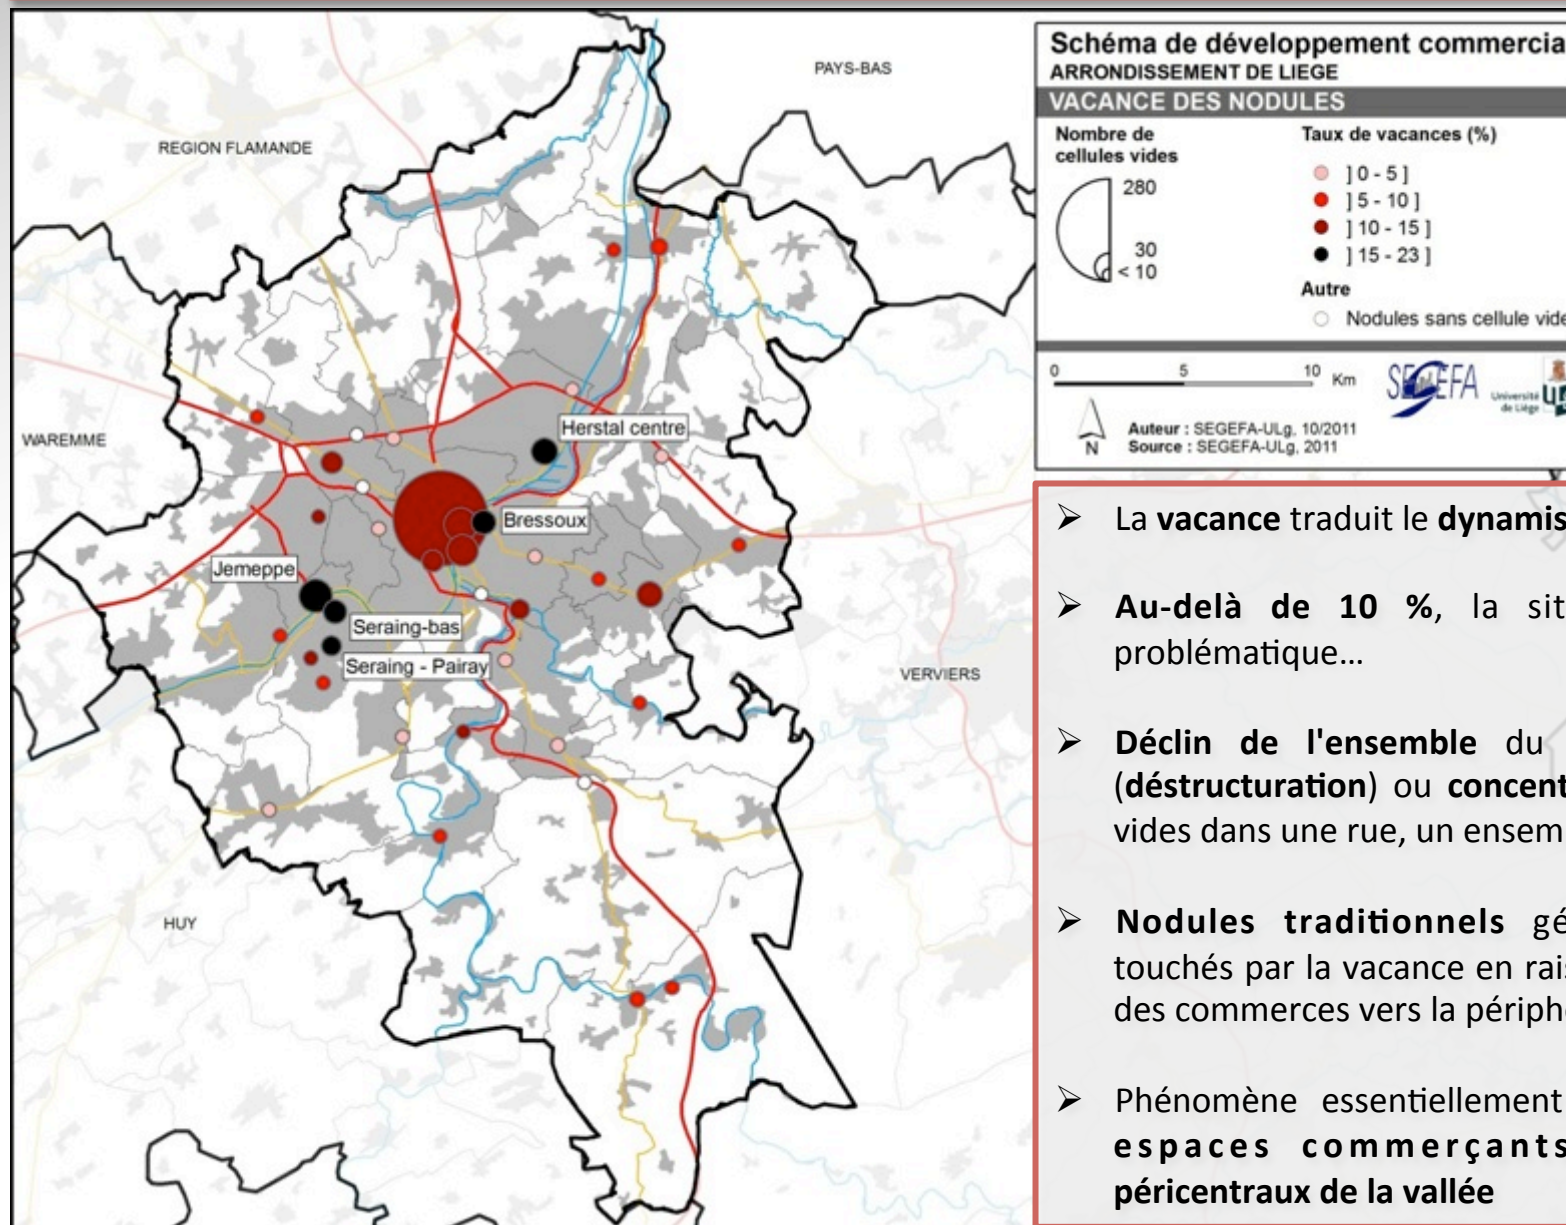 PAYS-BAS
REGION FLAMANDE
WAREMME
Herstal centre
Bressoux
Jemeppe
Seraing-bas
Seraing - Pairay
VERVIERS
HUY
Schéma de développement commercia
ARRONDISSEMENT DE LIEGE
VACANCE DES NODULES
Nombre de
cellules vides
280
30
< 10
Taux de vacances (%)
] 0 - 5 ]
] 5 - 10 ]
] 10 - 15 ]
] 15 - 23 ]
Autre
Nodules sans cellule vide
0 5 10 Km
N
Auteur : SEGEFA-ULg, 10/2011
Source : SEGEFA-ULg, 2011
SEGEFA
Université
de Liège
➢ La vacance traduit le dynamis
➢ Au-delà de 10 %, la sit
problématique…
➢ Déclin de l'ensemble du
(déstructuration) ou concent
vides dans une rue, un ensem
➢ Nodules traditionnels gé
touchés par la vacance en rais
des commerces vers la périph
➢ Phénomène essentiellement
espaces commerçants
péricentraux de la vallée